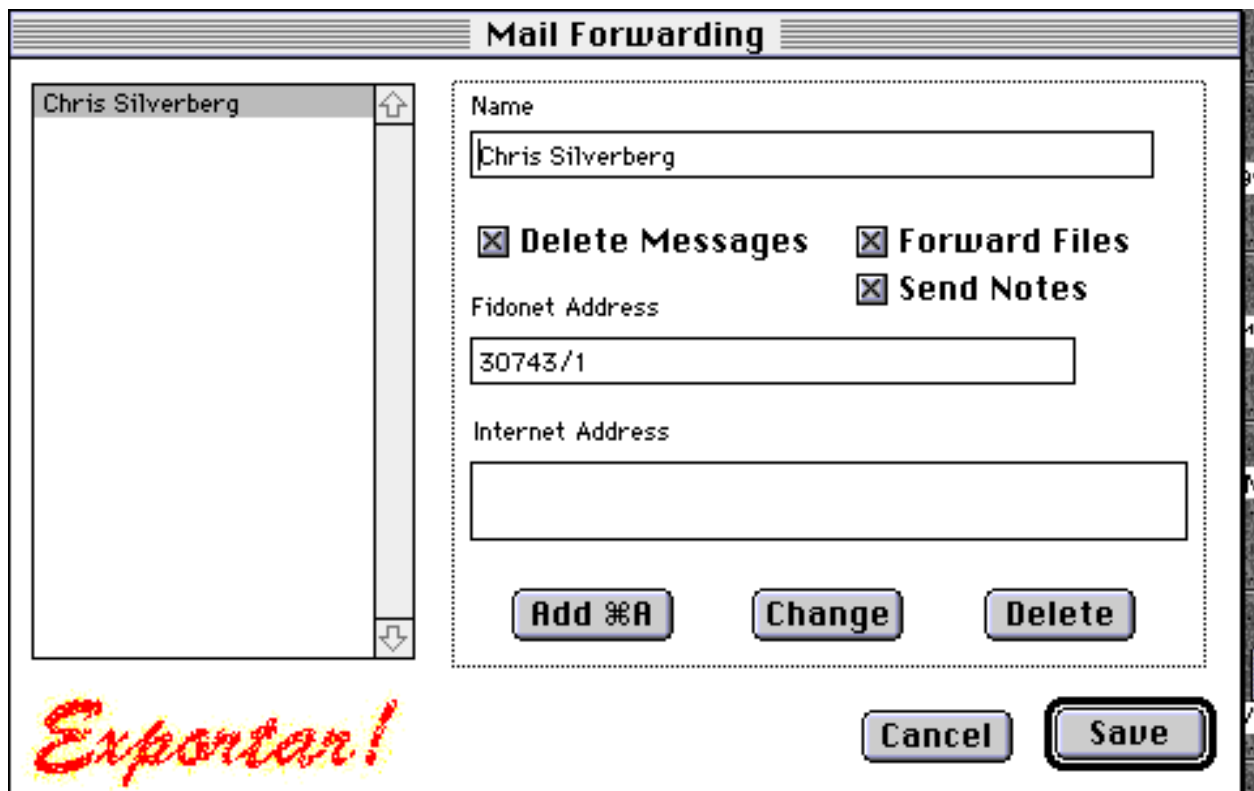 Mail Forwarding
Chris Silverberg
Name
Chris Silverberg
Delete Messages
Forward Files
Send Notes
Fidonet Address
30743/1
Internet Address
Add ⌘A
Change
Delete
Exportar!
Cancel
Save